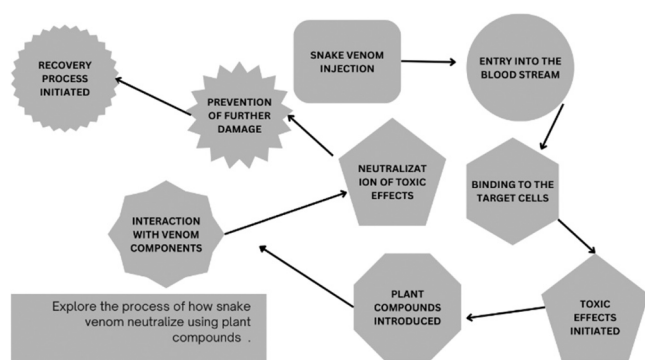 SNAKE VENOM
INJECTION
ENTRY INTO THE
BLOOD STREAM
BINDING TO THE
TARGET CELLS
TOXIC
EFFECTS
INITIATED
PLANT
COMPOUNDS
INTRODUCED
INTERACTION
WITH VENOM
COMPONENTS
NEUTRALIZAT
ION OF TOXIC
EFFECTS
PREVENTION
OF FURTHER
DAMAGE
RECOVERY
PROCESS
INITIATED
Explore the process of how snake
venom neutralize using plant
compounds .